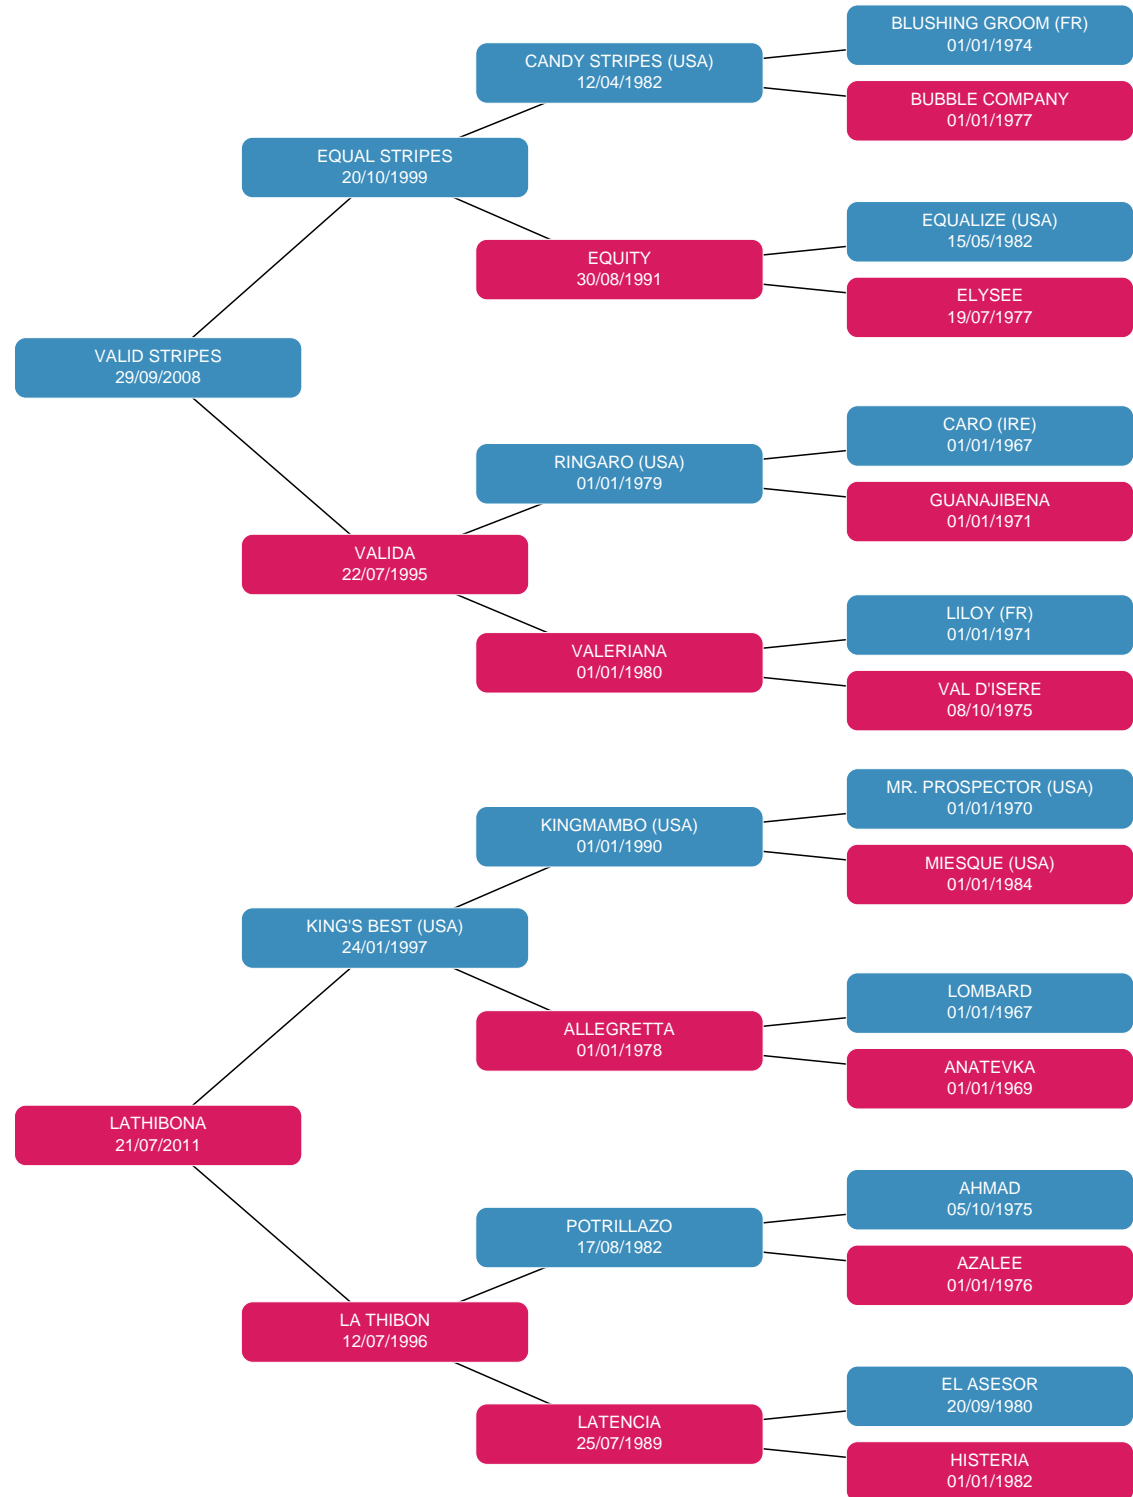 BLUSHING GROOM (FR)
01/01/1974
CANDY STRIPES (USA)
12/04/1982
BUBBLE COMPANY
01/01/1977
EQUAL STRIPES
20/10/1999
EQUALIZE (USA)
15/05/1982
EQUITY
30/08/1991
ELYSEE
19/07/1977
VALID STRIPES
29/09/2008
CARO (IRE)
01/01/1967
RINGARO (USA)
01/01/1979
GUANAJIBENA
01/01/1971
VALIDA
22/07/1995
LILOY (FR)
01/01/1971
VALERIANA
01/01/1980
VAL D'ISERE
08/10/1975
MR. PROSPECTOR (USA)
01/01/1970
KINGMAMBO (USA)
01/01/1990
MIESQUE (USA)
01/01/1984
KING'S BEST (USA)
24/01/1997
LOMBARD
01/01/1967
ALLEGRETTA
01/01/1978
ANATEVKA
01/01/1969
LATHIBONA
21/07/2011
AHMAD
05/10/1975
POTRILLAZO
17/08/1982
AZALEE
01/01/1976
LA THIBON
12/07/1996
EL ASESOR
20/09/1980
LATENCIA
25/07/1989
HISTERIA
01/01/1982